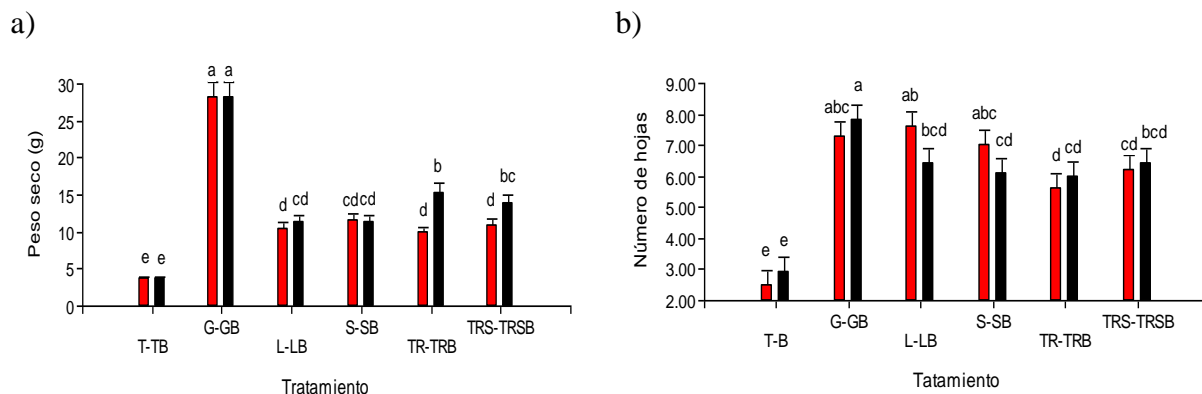 a)
Peso seco (g)
30
25
20
15
10
5
0
e e
a a
d cd
cd cd
d b
d bc
G-GB S-SB TRS-TRSB
T-TB L-LB TR-TRB
Tratamiento
b)
Número de hojas
9.00
8.00
7.00
6.00
5.00
4.00
3.00
2.00
e e
abc a
ab bcd
abc cd
d cd
cd bcd
G-GB S-SB TRS-TRSB
T-B L-LB TR-TRB
Tatamiento